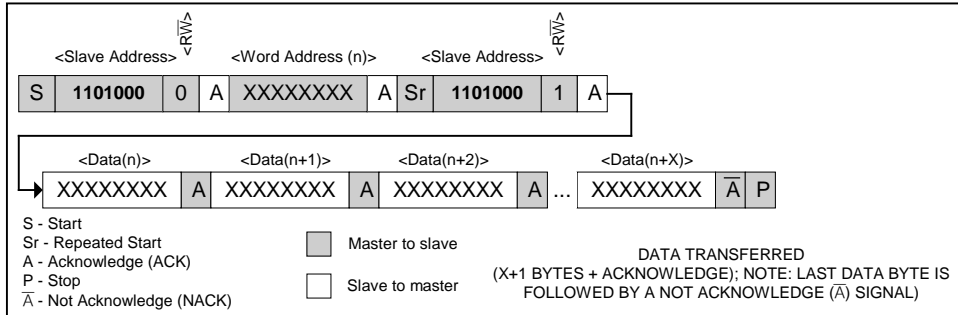 <Slave Address> <RW̅> <Word Address (n)> <Slave Address> <RW̅>
S 1101000 0 A XXXXXXXX A Sr 1101000 1 A
<Data(n)> <Data(n+1)> <Data(n+2)> <Data(n+X)>
XXXXXXXX A XXXXXXXX A XXXXXXXX A ... XXXXXXXX A̅ P
S - Start
Sr - Repeated Start
A - Acknowledge (ACK)
P - Stop
A̅ - Not Acknowledge (NACK)
Master to slave
Slave to master
DATA TRANSFERRED
(X+1 BYTES + ACKNOWLEDGE); NOTE: LAST DATA BYTE IS
FOLLOWED BY A NOT ACKNOWLEDGE (A̅) SIGNAL)